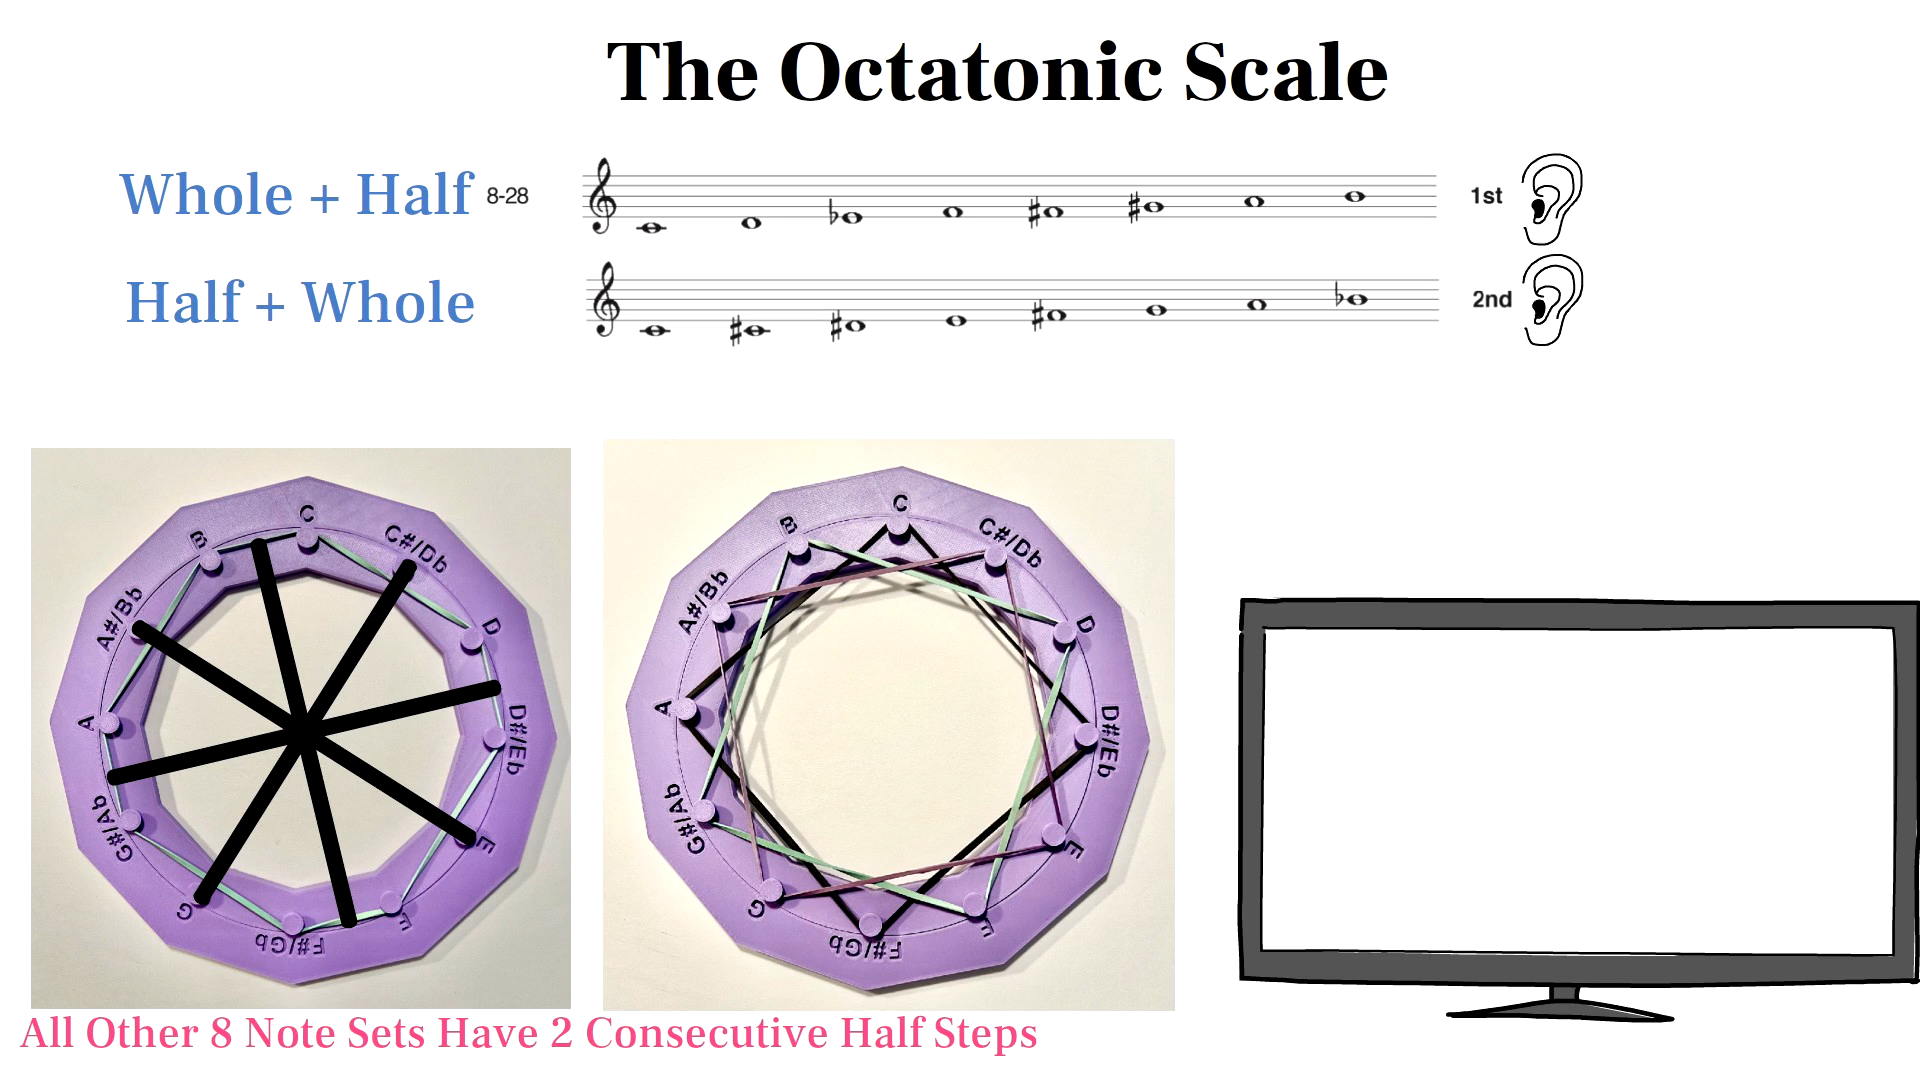 The Octatonic Scale
Whole + Half
8-28
1st
Half + Whole
2nd
C
C#/Db
D
D#/Eb
E
F
F#/Gb
G
G#/Ab
A
A#/Bb
B
C
C#/Db
D
D#/Eb
E
F
F#/Gb
G
G#/Ab
A
A#/Bb
B
All Other 8 Note Sets Have 2 Consecutive Half Steps